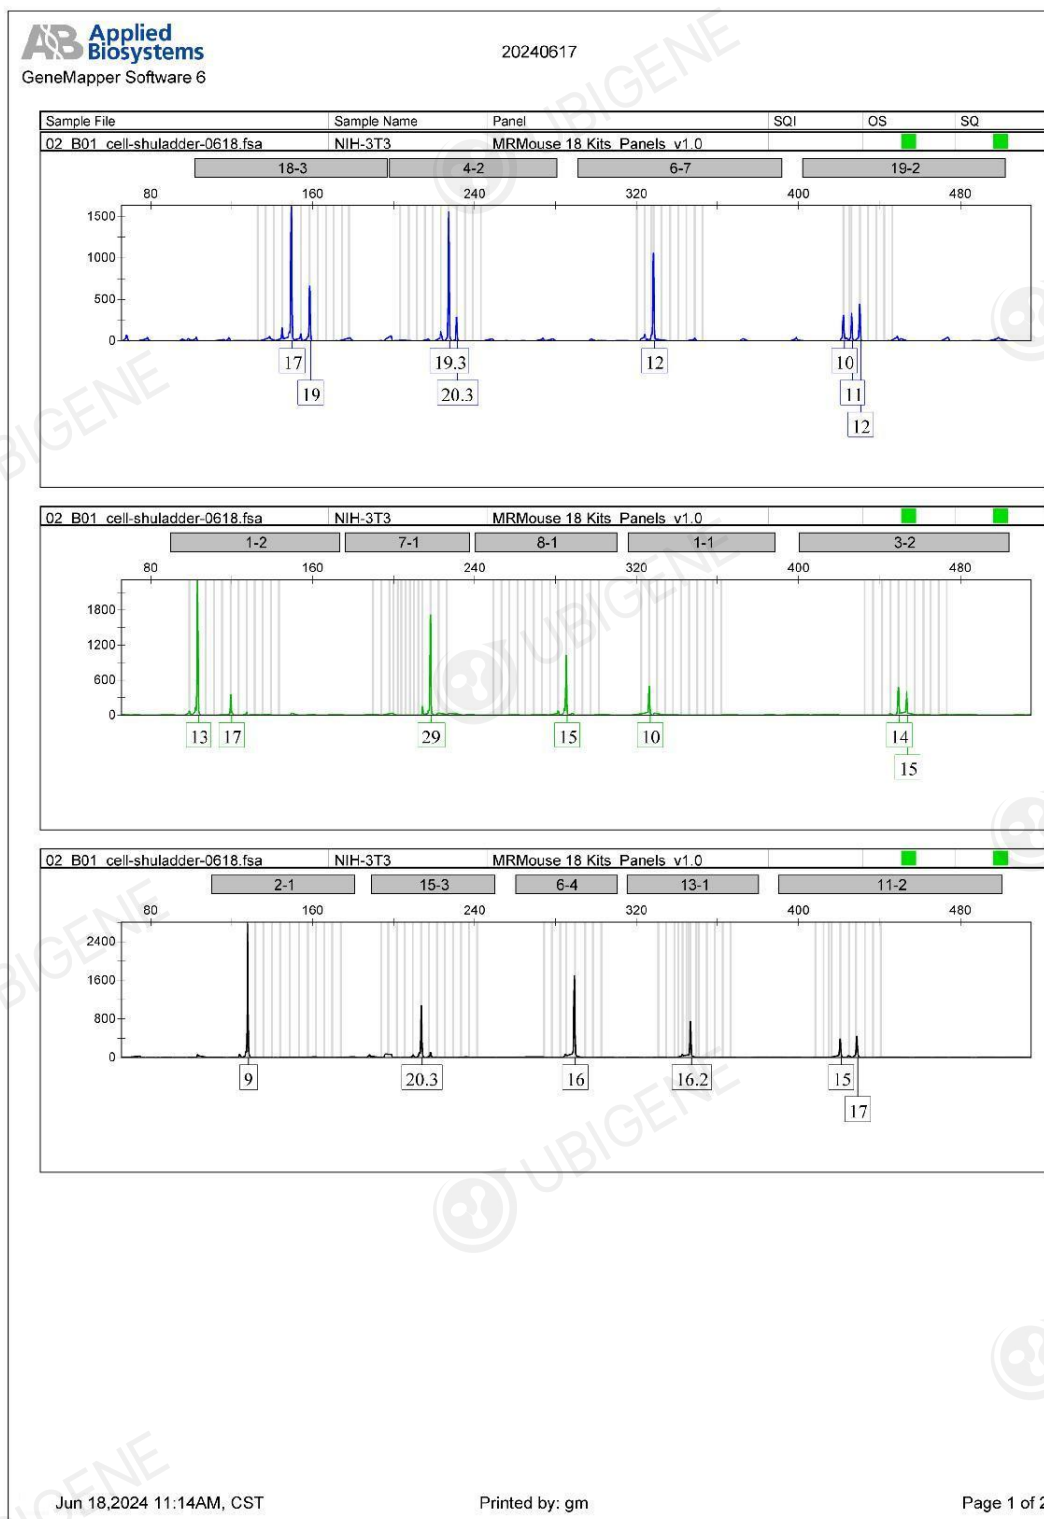 Applied
Biosystems
GeneMapper Software 6
20240617
Sample File Sample Name Panel SQI OS SQ
02_B01_cell-shuladder-0618.fsa NIH-3T3 MRMouse 18 Kits_Panels_v1.0
18-3 4-2 6-7 19-2
80 160 240 320 400 480
1500
1000
500
0
17 19.3 12 10
19 20.3 11
12
02_B01_cell-shuladder-0618.fsa NIH-3T3 MRMouse 18 Kits_Panels_v1.0
1-2 7-1 8-1 1-1 3-2
80 160 240 320 400 480
1800
1200
600
0
13 17 29 15 10 14
15
02_B01_cell-shuladder-0618.fsa NIH-3T3 MRMouse 18 Kits_Panels_v1.0
2-1 15-3 6-4 13-1 11-2
80 160 240 320 400 480
2400
1600
800
0
9 20.3 16 16.2 15
17
UBIGENE
UBIGENE
UBIGENE
Jun 18,2024 11:14AM, CST Printed by: gm Page 1 of 2